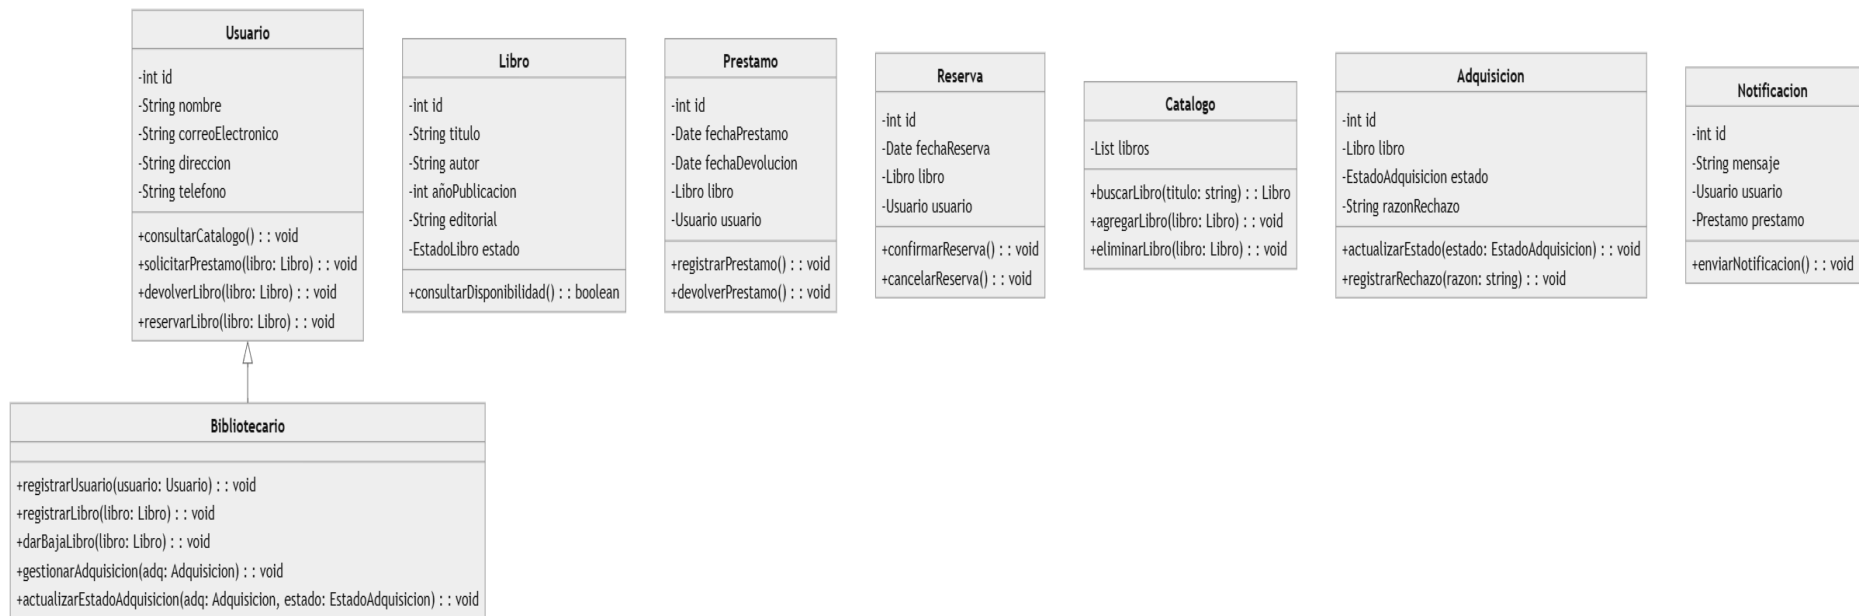 Usuario
-int id
-String nombre
-String correoElectronico
-String direccion
-String telefono
+consultarCatalogo() : : void
+solicitarPrestamo(libro: Libro) : : void
+devolverLibro(libro: Libro) : : void
+reservarLibro(libro: Libro) : : void
Libro
-int id
-String titulo
-String autor
-int añoPublicacion
-String editorial
-EstadoLibro estado
+consultarDisponibilidad() : : boolean
Prestamo
-int id
-Date fechaPrestamo
-Date fechaDevolucion
-Libro libro
-Usuario usuario
+registrarPrestamo() : : void
+devolverPrestamo() : : void
Reserva
-int id
-Date fechaReserva
-Libro libro
-Usuario usuario
+confirmarReserva() : : void
+cancelarReserva() : : void
Catalogo
-List libros
+buscarLibro(titulo: string) : : Libro
+agregarLibro(libro: Libro) : : void
+eliminarLibro(libro: Libro) : : void
Adquisicion
-int id
-Libro libro
-EstadoAdquisicion estado
-String razonRechazo
+actualizarEstado(estado: EstadoAdquisicion) : : void
+registrarRechazo(razon: string) : : void
Notificacion
-int id
-String mensaje
-Usuario usuario
-Prestamo prestamo
+enviarNotificacion() : : void
Bibliotecario
+registrarUsuario(usuario: Usuario) : : void
+registrarLibro(libro: Libro) : : void
+darBajaLibro(libro: Libro) : : void
+gestionarAdquisicion(adq: Adquisicion) : : void
+actualizarEstadoAdquisicion(adq: Adquisicion, estado: EstadoAdquisicion) : : void